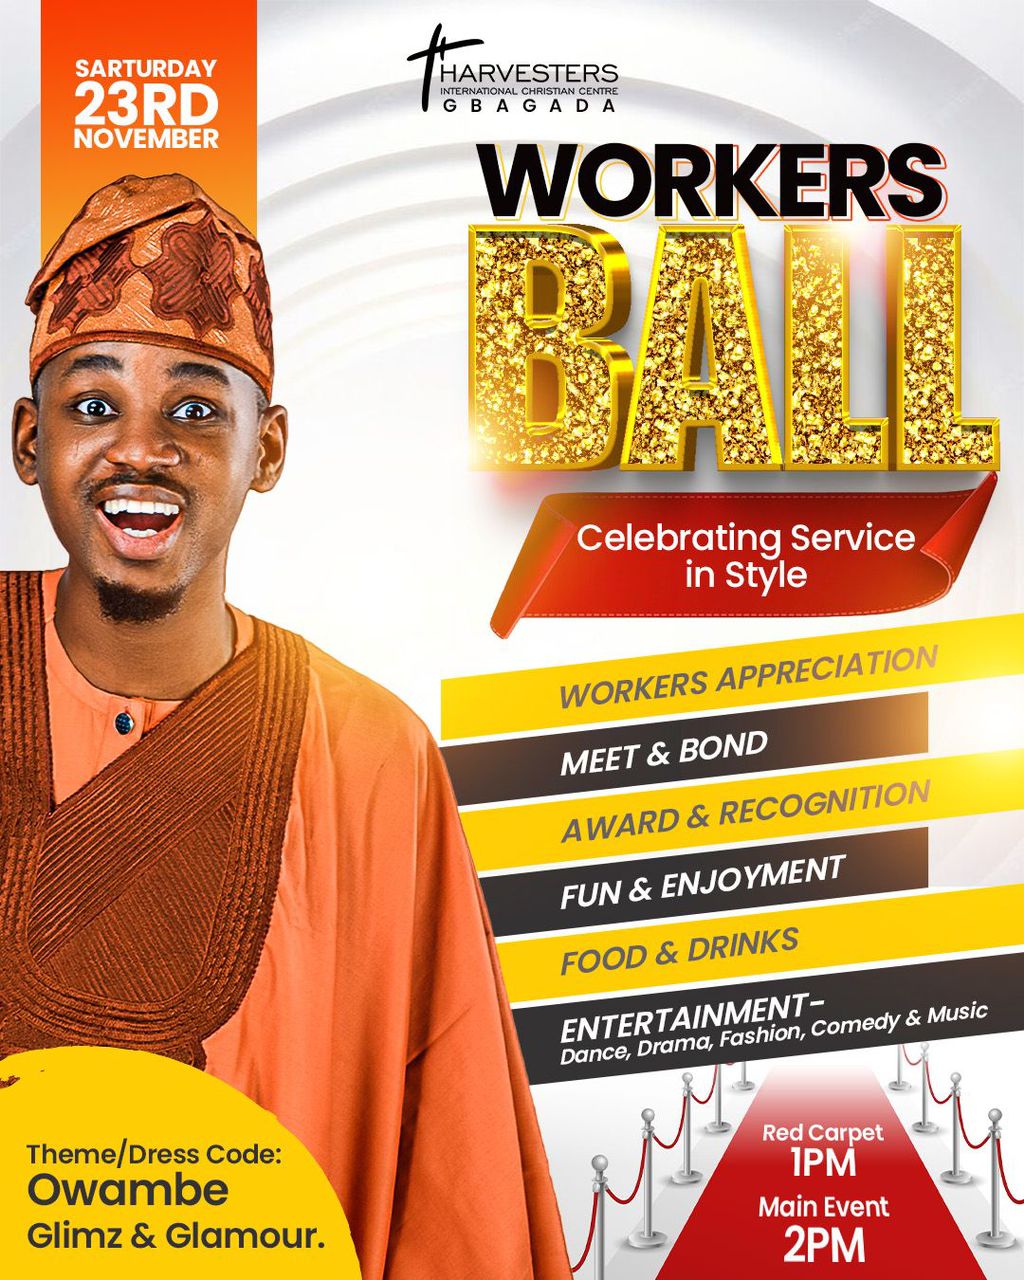 SARTURDAY
23RD
NOVEMBER
HARVESTERS
INTERNATIONAL CHRISTIAN CENTRE
GBAGADA
WORKERS
BALL
Celebrating Service
in Style
WORKERS APPRECIATION
MEET & BOND
AWARD & RECOGNITION
FUN & ENJOYMENT
FOOD & DRINKS
ENTERTAINMENT-
Dance, Drama, Fashion, Comedy & Music
Theme/Dress Code:
Owambe
Glimz & Glamour.
Red Carpet
1PM
Main Event
2PM